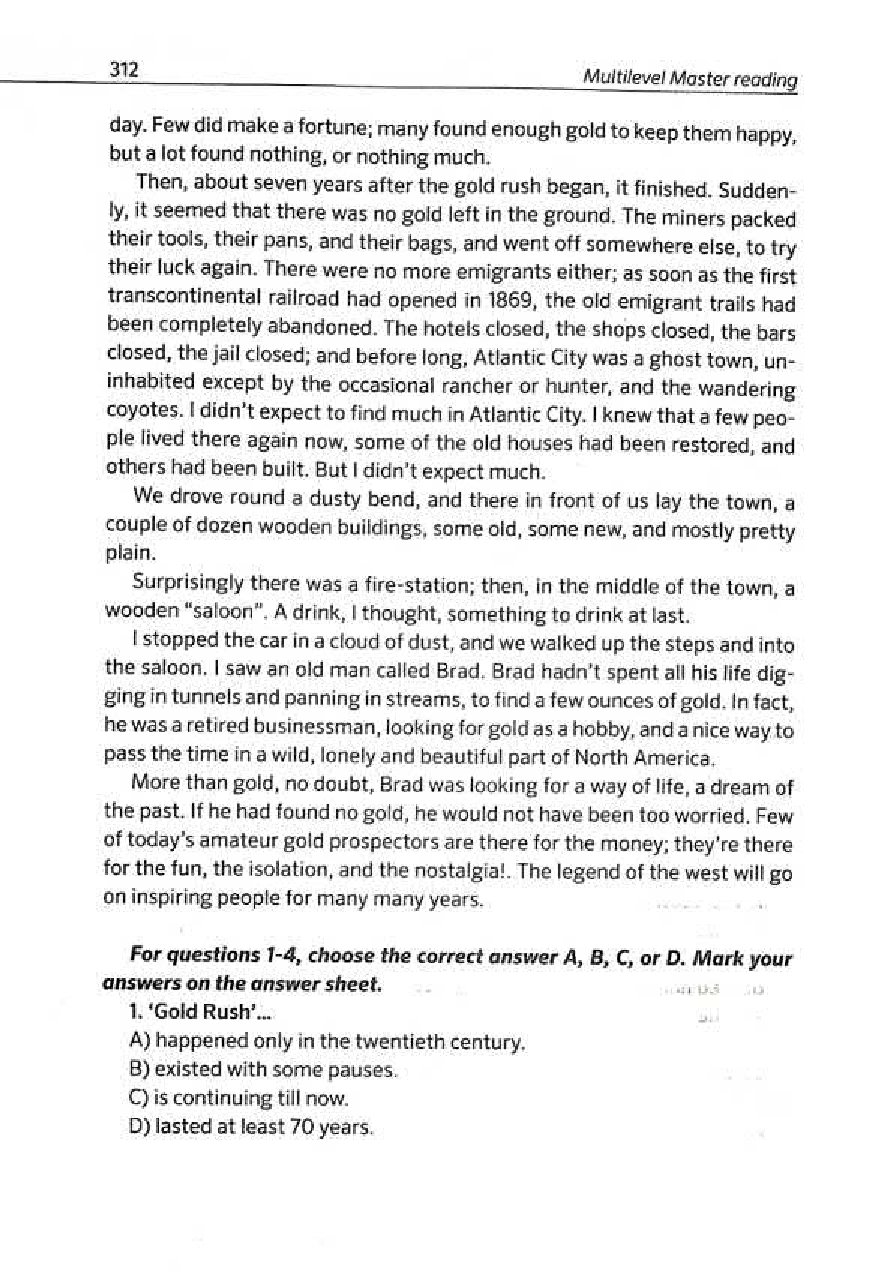 312
Multilevel Master reading
day. Few did make a fortune; many found enough gold to keep them happy,
but a lot found nothing, or nothing much.
Then, about seven years after the gold rush began, it finished. Sudden-
ly, it seemed that there was no gold left in the ground. The miners packed
their tools, their pans, and their bags, and went off somewhere else, to try
their luck again. There were no more emigrants either; as soon as the first
transcontinental railroad had opened in 1869, the old emigrant trails had
been completely abandoned. The hotels closed, the shops closed, the bars
closed, the jail closed; and before long, Atlantic City was a ghost town, un-
inhabited except by the occasional rancher or hunter, and the wandering
coyotes. I didn't expect to find much in Atlantic City. I knew that a few peo-
ple lived there again now, some of the old houses had been restored, and
others had been built. But I didn't expect much.
We drove round a dusty bend, and there in front of us lay the town, a
couple of dozen wooden buildings, some old, some new, and mostly pretty
plain.
Surprisingly there was a fire-station; then, in the middle of the town, a
wooden "saloon". A drink, I thought, something to drink at last.
I stopped the car in a cloud of dust, and we walked up the steps and into
the saloon. I saw an old man called Brad. Brad hadn't spent all his life dig-
ging in tunnels and panning in streams, to find a few ounces of gold. In fact,
he was a retired businessman, looking for gold as a hobby, and a nice way to
pass the time in a wild, lonely and beautiful part of North America.
More than gold, no doubt, Brad was looking for a way of life, a dream of
the past. If he had found no gold, he would not have been too worried. Few
of today's amateur gold prospectors are there for the money; they're there
for the fun, the isolation, and the nostalgia!. The legend of the west will go
on inspiring people for many many years.
For questions 1-4, choose the correct answer A, B, C, or D. Mark your
answers on the answer sheet.
1. 'Gold Rush'...
A) happened only in the twentieth century.
B) existed with some pauses.
C) is continuing till now.
D) lasted at least 70 years.